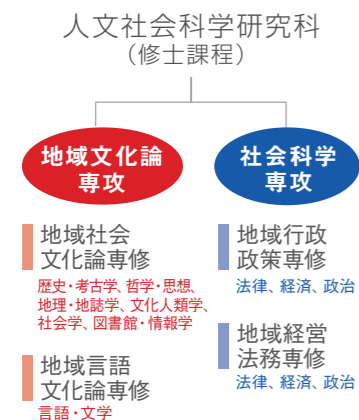 人文社会科学研究科
（修士課程）
地域文化論
専攻
地域社会
文化論専修
歴史・考古学、哲学・思想、
地理・地誌学、文化人類学、
社会学、図書館・情報学
地域言語
文化論専修
言語・文学
社会科学
専攻
地域行政
政策専修
法律、経済、政治
地域経営
法務専修
法律、経済、政治